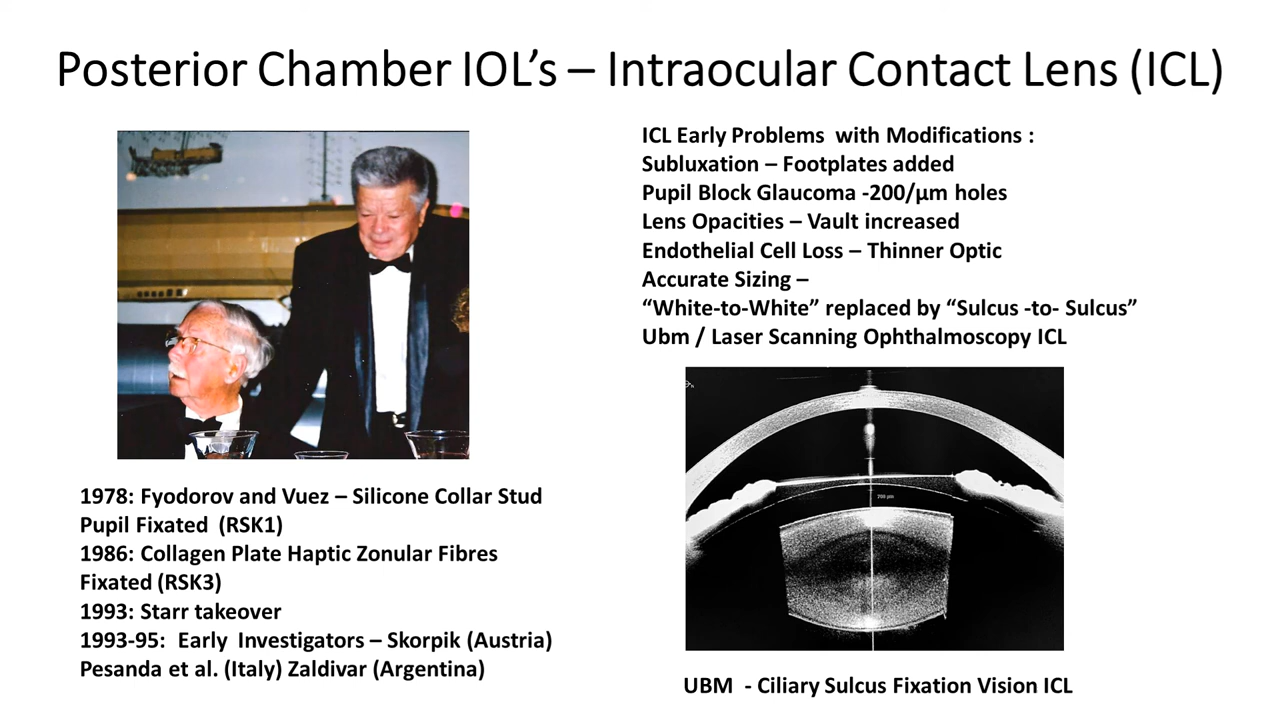 Posterior Chamber IOL’s – Intraocular Contact Lens (ICL)
1978: Fyodorov and Vuez – Silicone Collar Stud
Pupil Fixated (RSK1)
1986: Collagen Plate Haptic Zonular Fibres
Fixated (RSK3)
1993: Starr takeover
1993-95: Early Investigators – Skorpik (Austria)
Pesanda et al. (Italy) Zaldivar (Argentina)
ICL Early Problems with Modifications :
Subluxation – Footplates added
Pupil Block Glaucoma -200/µm holes
Lens Opacities – Vault increased
Endothelial Cell Loss – Thinner Optic
Accurate Sizing –
“White-to-White” replaced by “Sulcus -to- Sulcus”
Ubm / Laser Scanning Ophthalmoscopy ICL
UBM - Ciliary Sulcus Fixation Vision ICL